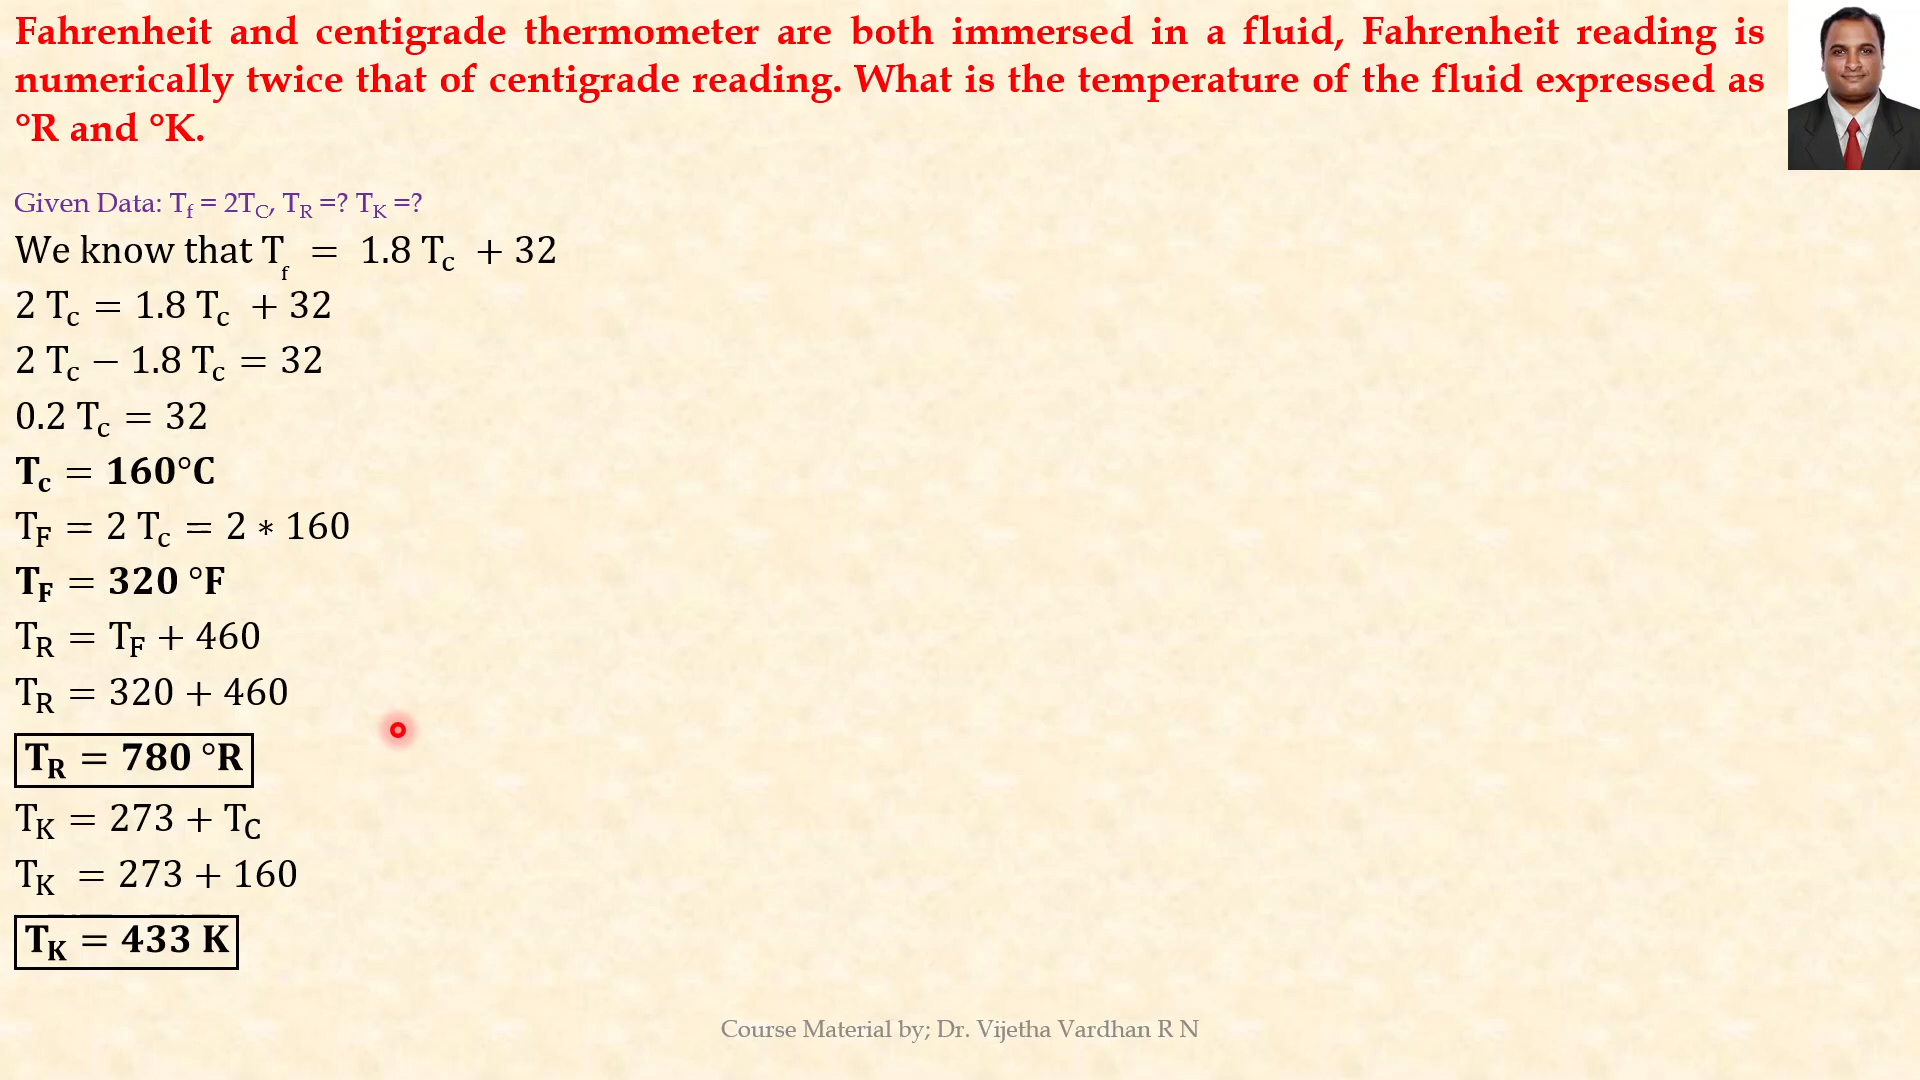 Fahrenheit and centigrade thermometer are both immersed in a fluid, Fahrenheit reading is
numerically twice that of centigrade reading. What is the temperature of the fluid expressed as
°R and °K.
Given Data: Tf = 2TC, TR =? TK =?
We know that Tf = 1.8 Tc + 32
2 Tc = 1.8 Tc + 32
2 Tc − 1.8 Tc = 32
0.2 Tc = 32
Tc = 160°C
TF = 2 Tc = 2 ∗ 160
TF = 320 °F
TR = TF + 460
TR = 320 + 460
TR = 780 °R
TK = 273 + TC
TK = 273 + 160
TK = 433 K
Course Material by; Dr. Vijetha Vardhan R N